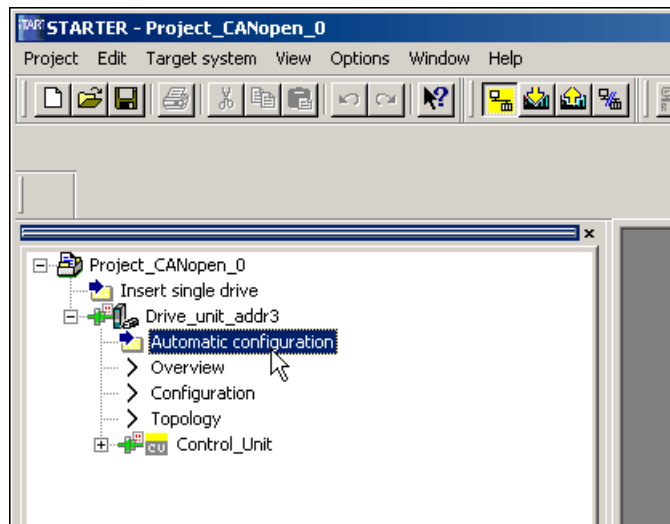 STARTER - Project_CANopen_0
Project Edit Target system View Options Window Help
Project_CANopen_0
Insert single drive
Drive_unit_addr3
Automatic configuration
Overview
Configuration
Topology
CU Control_Unit